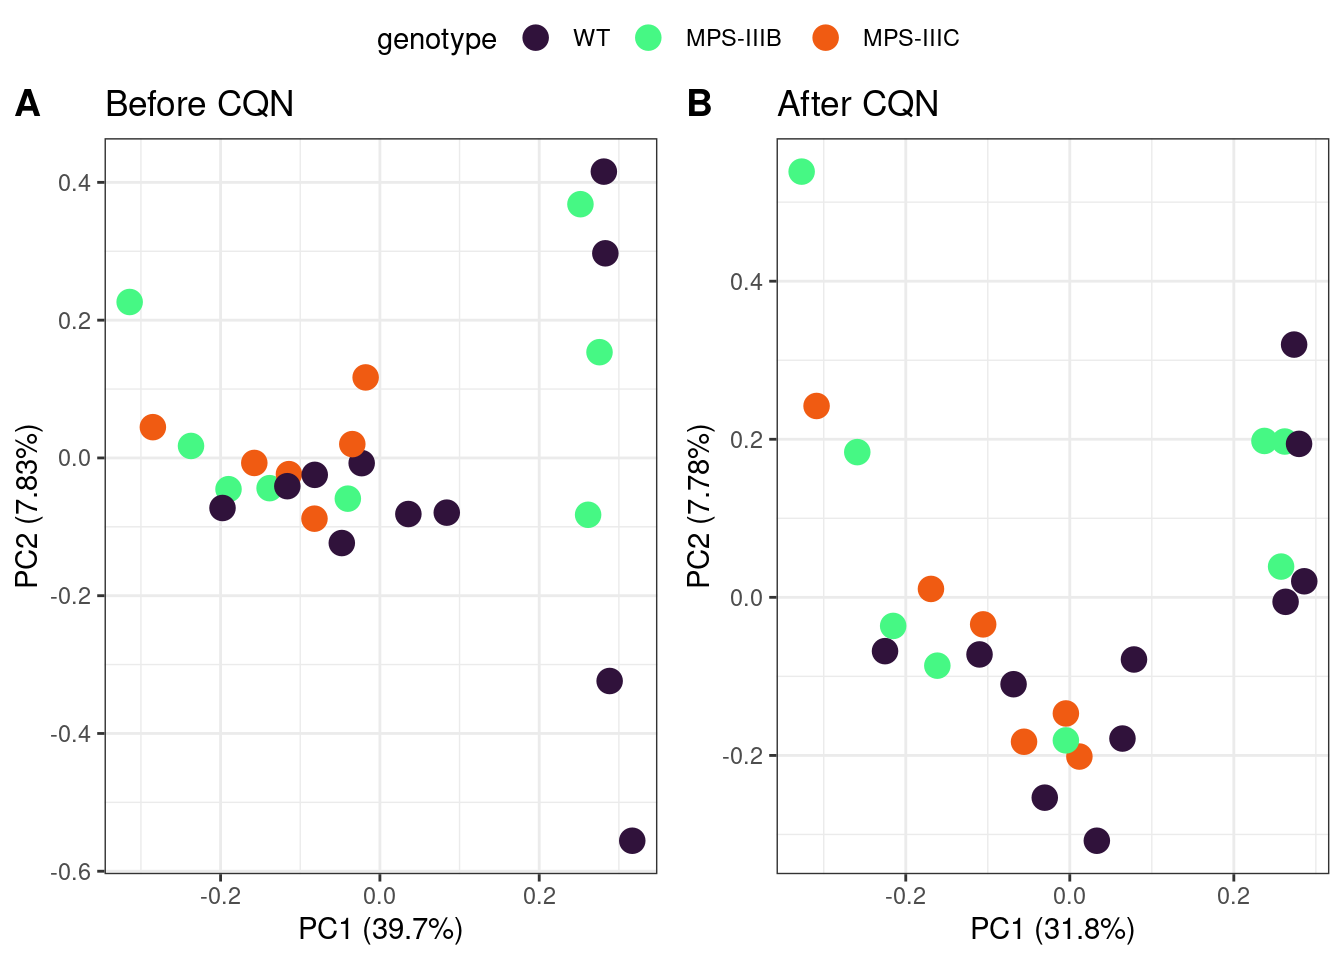 genotype WT MPS-IIIB MPS-IIIC
A Before CQN
0.4
0.2
0.0
-0.2
-0.4
-0.6
PC2 (7.83%)
-0.2 0.0 0.2
PC1 (39.7%)
B After CQN
0.4
0.2
0.0
-0.2
PC2 (7.78%)
-0.2 0.0 0.2
PC1 (31.8%)